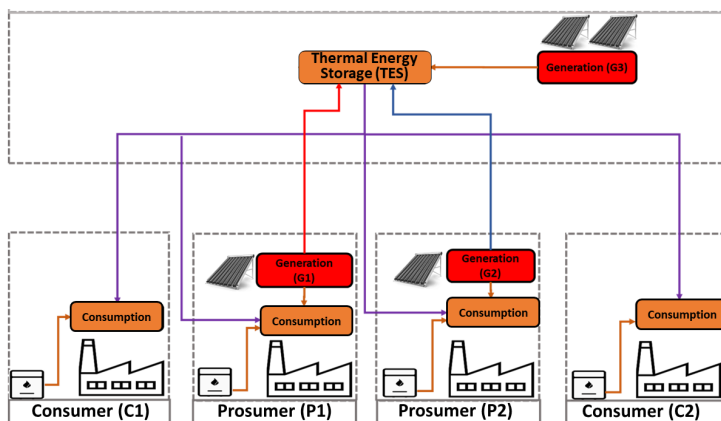 Thermal Energy
Storage (TES)
Generation (G3)
Generation
(G1)
Generation
(G2)
Consumption
Consumption
Consumption
Consumption
Consumer (C1)
Prosumer (P1)
Prosumer (P2)
Consumer (C2)